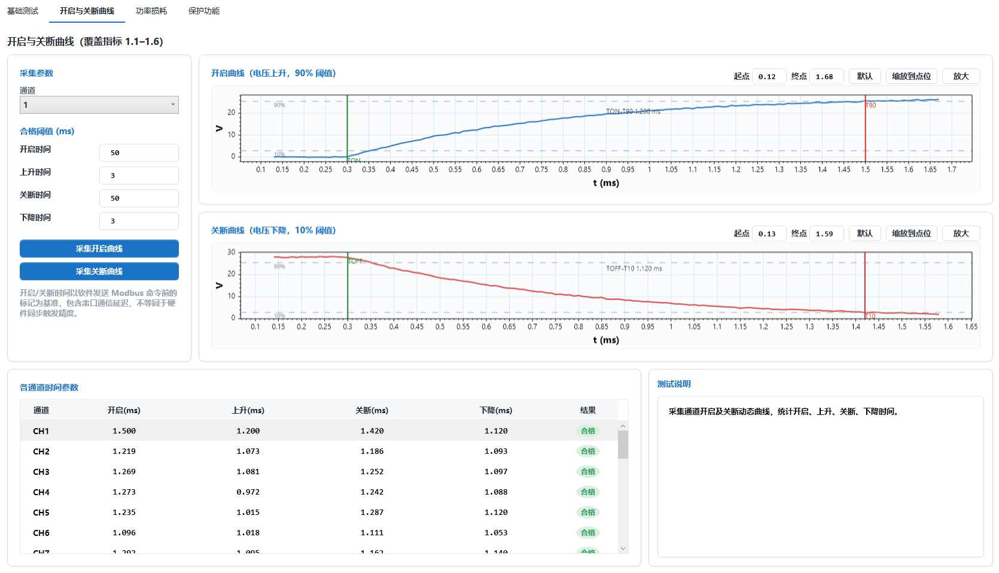 基础测试 开启与关断曲线 功率损耗 保护功能
开启与关断曲线（覆盖指标 1.1–1.6）
采集参数
通道
1
合格阈值 (ms)
开启时间 50
上升时间 3
关断时间 50
下降时间 3
采集开启曲线
采集关断曲线
开启/关断时间以软件发送 Modbus 命令前的
标记为基准，包含串口通信延迟，不等同于硬
件同步触发精度。
开启曲线（电压上升，90% 阈值）
起点 0.12 终点 1.68 默认 缩放到点位 放大
90%
TON-T90 1.200 ms
T90
20
10
0
V
10%
TON
0.1 0.15 0.2 0.25 0.3 0.35 0.4 0.45 0.5 0.55 0.6 0.65 0.7 0.75 0.8 0.85 0.9 0.95 1 1.05 1.1 1.15 1.2 1.25 1.3 1.35 1.4 1.45 1.5 1.55 1.6 1.65 1.7
t (ms)
关断曲线（电压下降，10% 阈值）
起点 0.13 终点 1.59 默认 缩放到点位 放大
30
20
10
0
V
TOFF
90%
TOFF-T10 1.120 ms
10%
T10
0.1 0.15 0.2 0.25 0.3 0.35 0.4 0.45 0.5 0.55 0.6 0.65 0.7 0.75 0.8 0.85 0.9 0.95 1 1.05 1.1 1.15 1.2 1.25 1.3 1.35 1.4 1.45 1.5 1.55 1.6 1.65
t (ms)
各通道时间参数
通道 开启(ms) 上升(ms) 关断(ms) 下降(ms) 结果
CH1 1.500 1.200 1.420 1.120 合格
CH2 1.219 1.073 1.186 1.093 合格
CH3 1.269 1.081 1.252 1.097 合格
CH4 1.273 0.972 1.242 1.088 合格
CH5 1.235 1.015 1.287 1.120 合格
CH6 1.096 1.018 1.111 1.053 合格
CH7 1.292 1.095 1.162 1.140 合格
测试说明
采集通道开启及关断动态曲线，统计开启、上升、关断、下降时间。